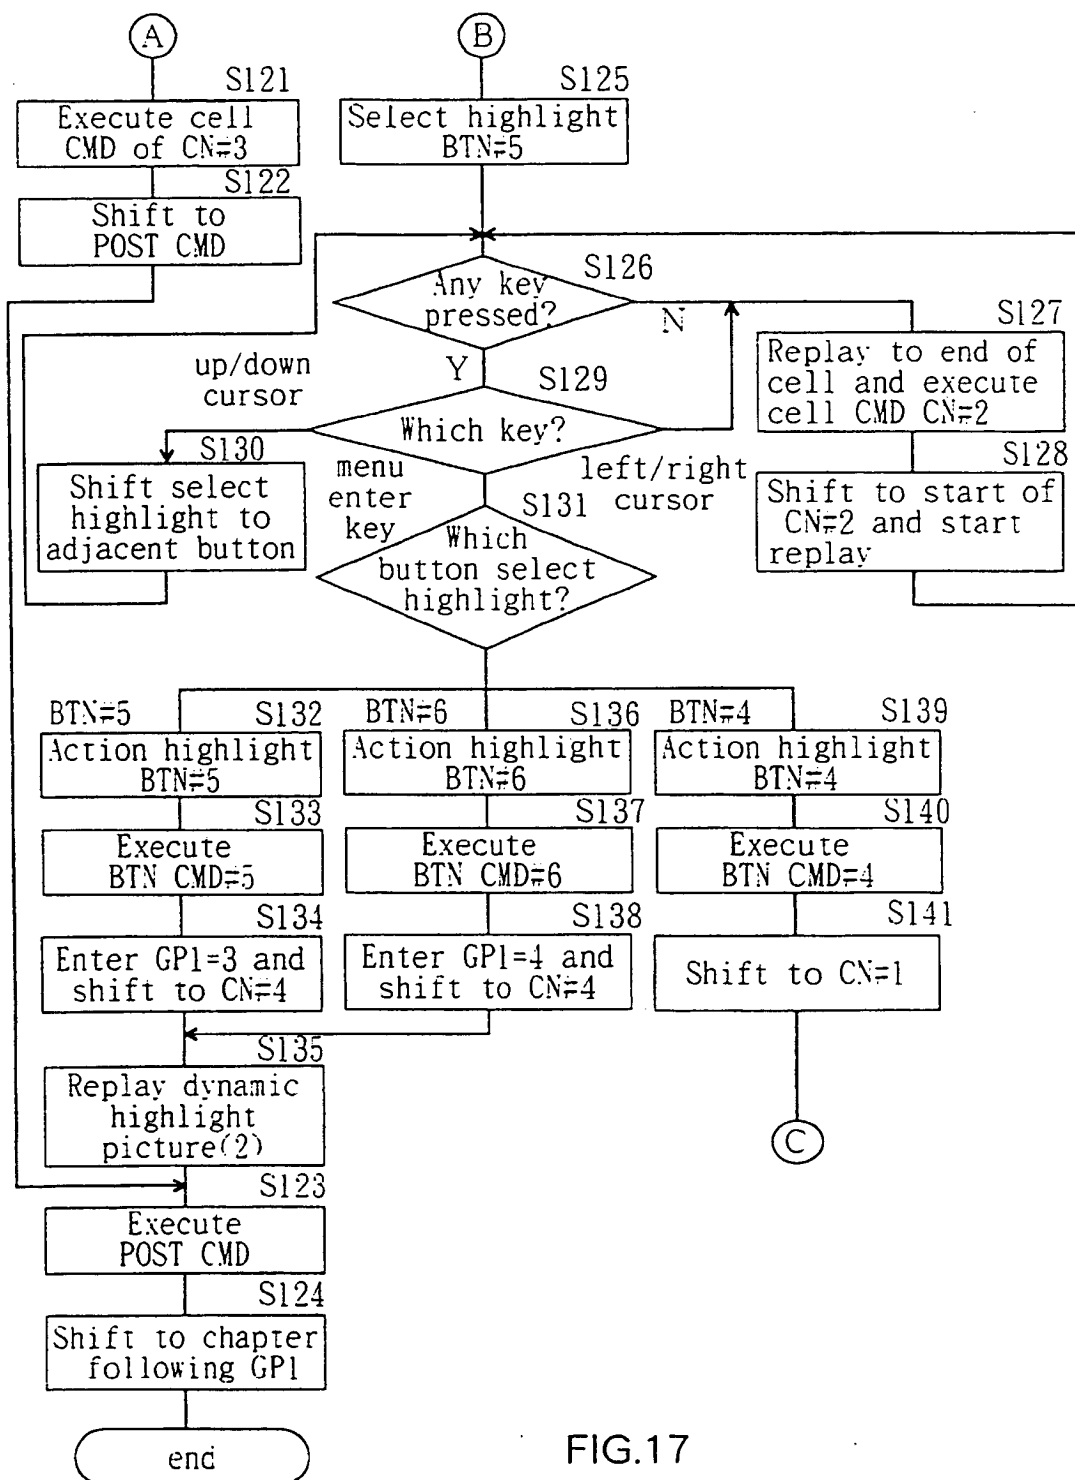 A
B
S121
Execute cell
CMD of CN#3
S122
Shift to
POST CMD
S125
Select highlight
BTN#5
S126
Any key
pressed?
N
Y
S127
Replay to end of
cell and execute
cell CMD CN#2
S128
Shift to start of
CN#2 and start
replay
up/down
cursor
S129
Which key?
S130
Shift select
highlight to
adjacent button
menu
enter
key
left/right
cursor
S131
Which
button select
highlight?
BTN#5
S132
Action highlight
BTN#5
S133
Execute
BTN CMD#5
S134
Enter GP1=3 and
shift to CN#4
BTN#6
S136
Action highlight
BTN#6
S137
Execute
BTN CMD#6
S138
Enter GP1=4 and
shift to CN#4
BTN#4
S139
Action highlight
BTN#4
S140
Execute
BTN CMD#4
S141
Shift to CN#1
C
S135
Replay dynamic
highlight
picture(2)
S123
Execute
POST CMD
S124
Shift to chapter
following GP1
end
FIG.17